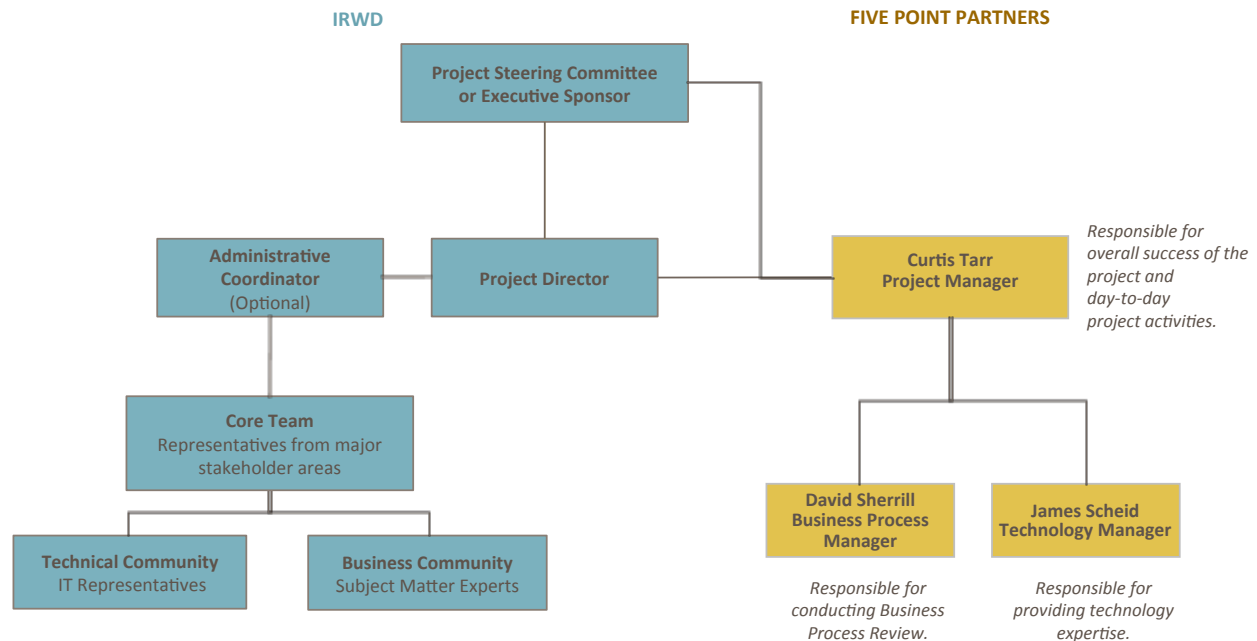 IRWD
FIVE POINT PARTNERS
Project Steering Committee
or Executive Sponsor
Administrative
Coordinator
(Optional)
Project Director
Curtis Tarr
Project Manager
Responsible for
overall success of the
project and
day-to-day
project activities.
Core Team
Representatives from major
stakeholder areas
Technical Community
IT Representatives
Business Community
Subject Matter Experts
David Sherrill
Business Process
Manager
James Scheid
Technology Manager
Responsible for
conducting Business
Process Review.
Responsible for
providing technology
expertise.